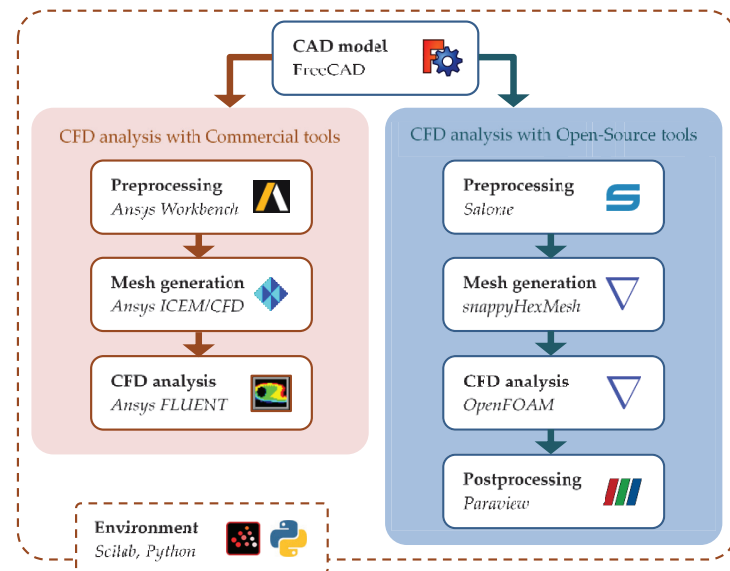 CAD model
FreeCAD
CFD analysis with Commercial tools
Preprocessing
Ansys Workbench
Mesh generation
Ansys ICEM/CFD
CFD analysis
Ansys FLUENT
CFD analysis with Open-Source tools
Preprocessing
Salome
Mesh generation
snappyHexMesh
CFD analysis
OpenFOAM
Postprocessing
Paraview
Environment
Scilab, Python